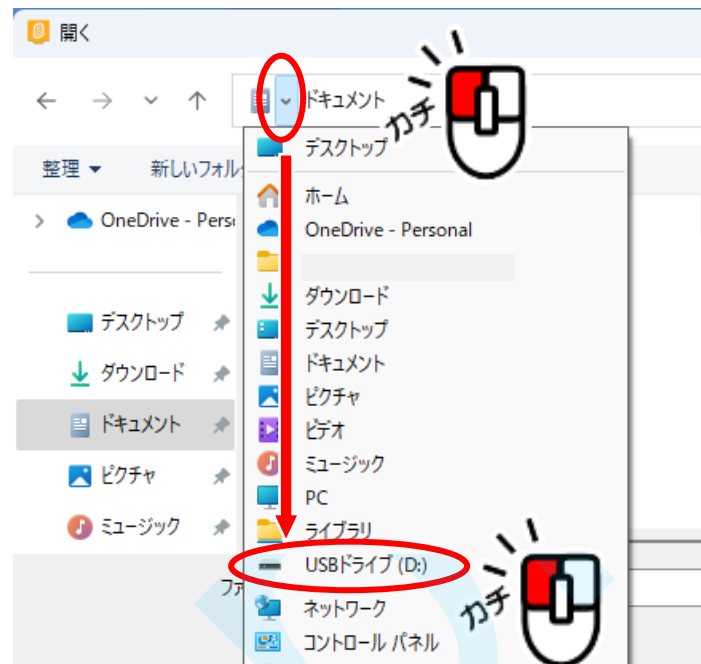 開く
ドキュメント
カチ
整理 ▼ 新しいフォル
デスクトップ
ホーム
OneDrive - Personal
ダウンロード
デスクトップ
ドキュメント
ピクチャ
ビデオ
ミュージック
PC
ライブラリ
USBドライブ (D:)
ネットワーク
コントロール パネル
OneDrive - Pers
デスクトップ
ダウンロード
ドキュメント
ピクチャ
ミュージック
ファ
カチ